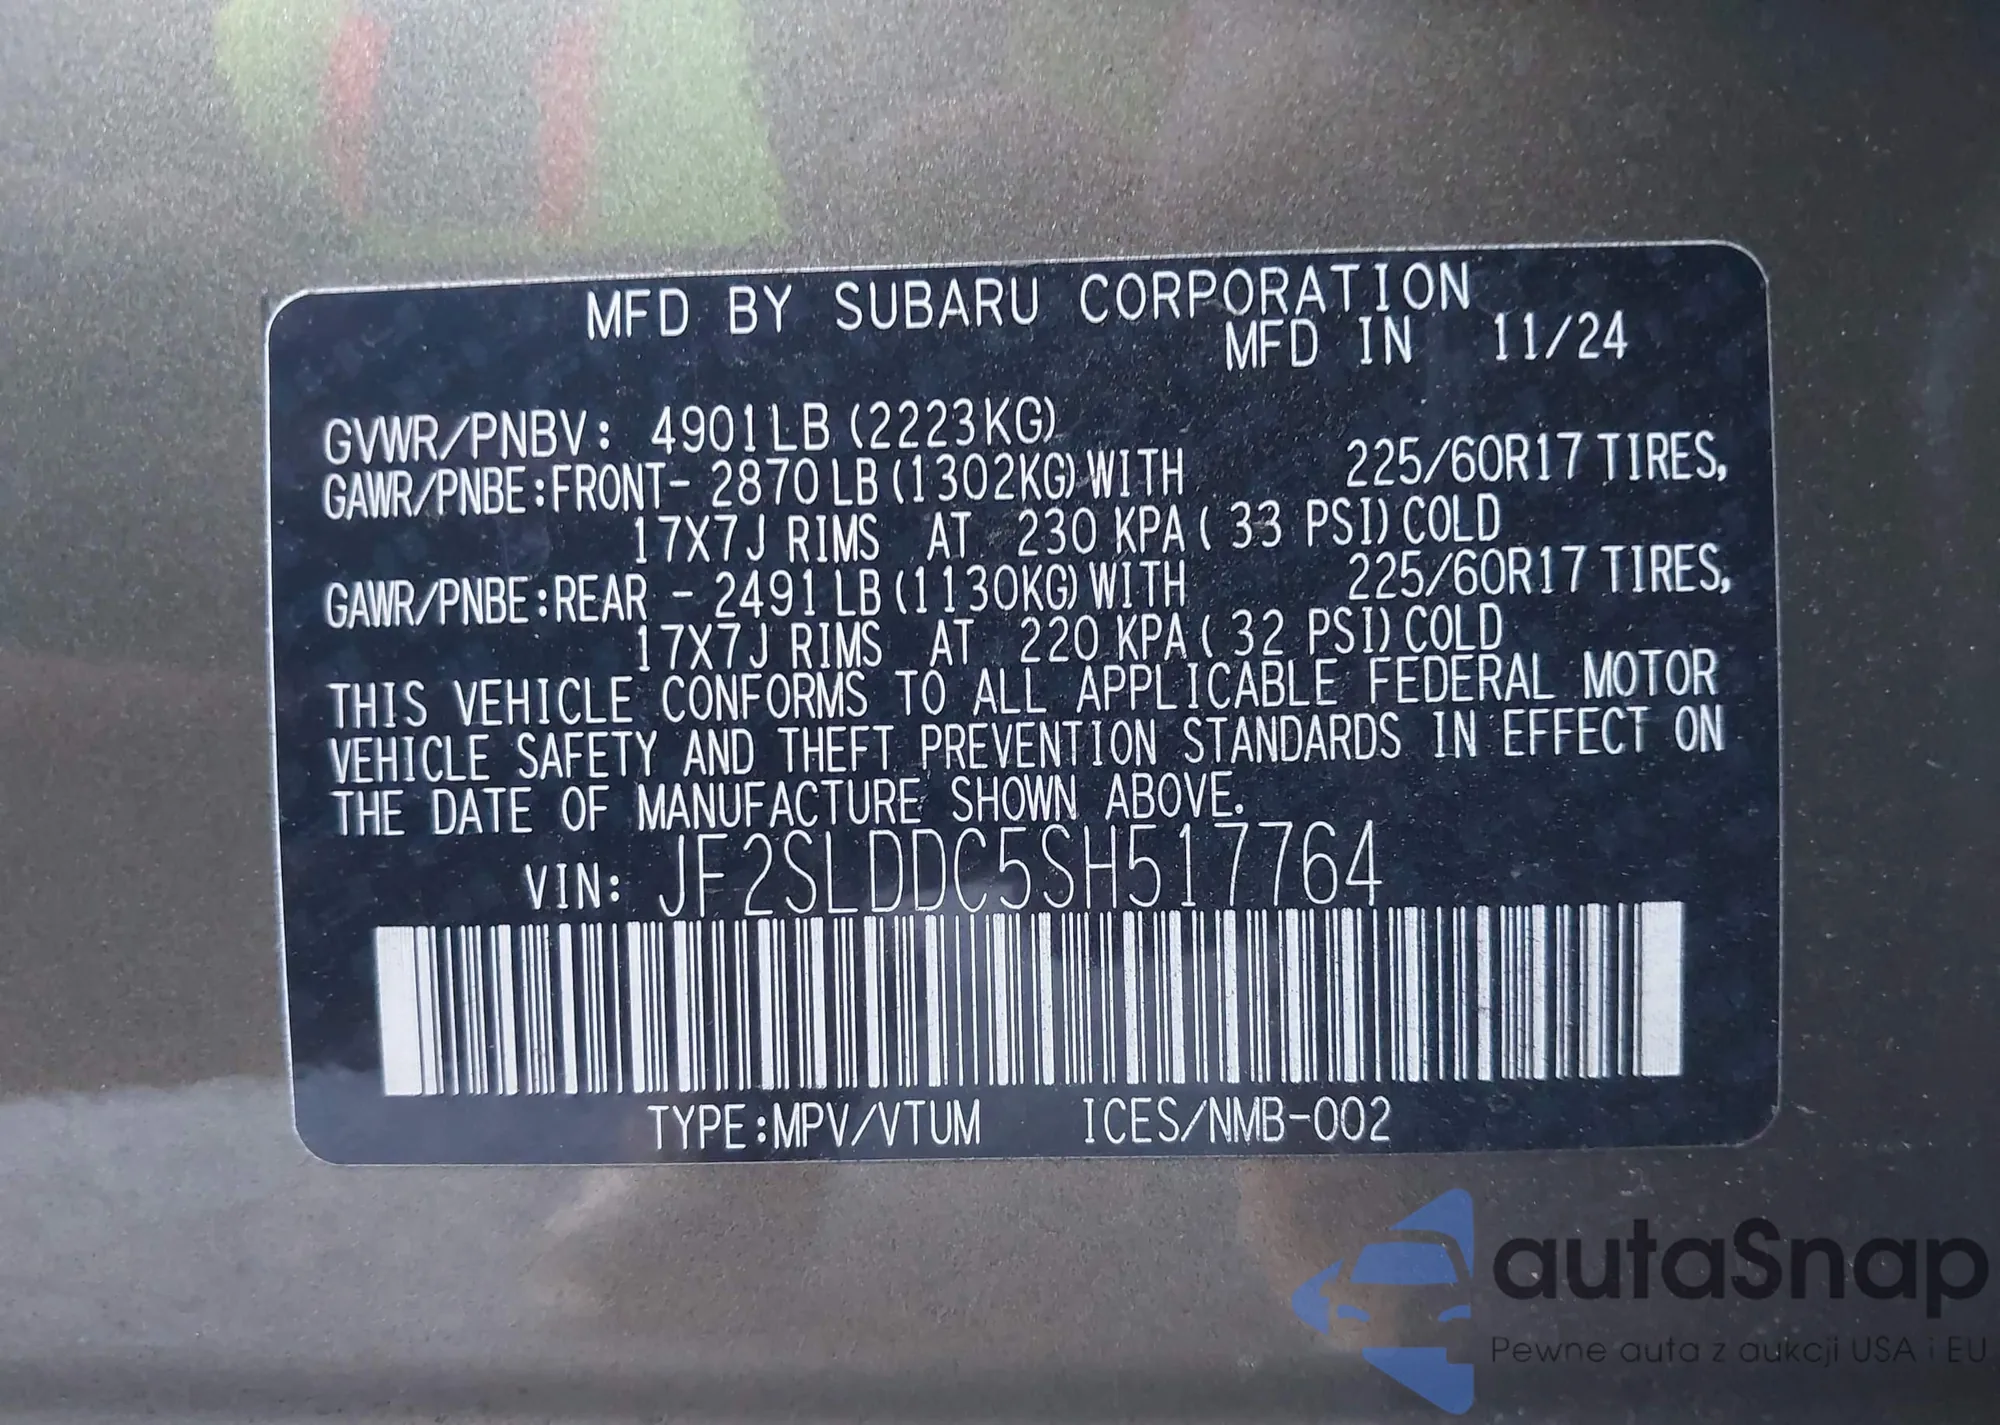 MFD BY SUBARU CORPORATION
MFD IN 11/24
GVWR/PNBV: 4901LB (2223KG)
GAWR/PNBE:FRONT- 2870LB (1302KG) WITH 225/60R17 TIRES,
17X7J RIMS AT 230 KPA ( 33 PSI) COLD
GAWR/PNBE:REAR - 2491LB (1130KG) WITH 225/60R17 TIRES,
17X7J RIMS AT 220 KPA ( 32 PSI) COLD
THIS VEHICLE CONFORMS TO ALL APPLICABLE FEDERAL MOTOR
VEHICLE SAFETY AND THEFT PREVENTION STANDARDS IN EFFECT ON
THE DATE OF MANUFACTURE SHOWN ABOVE.
VIN: JF2SLDDC5SH517764
TYPE:MPV/VTUM ICES/NMB-002
autaSnap
Pewne auta z aukcji USA i EU